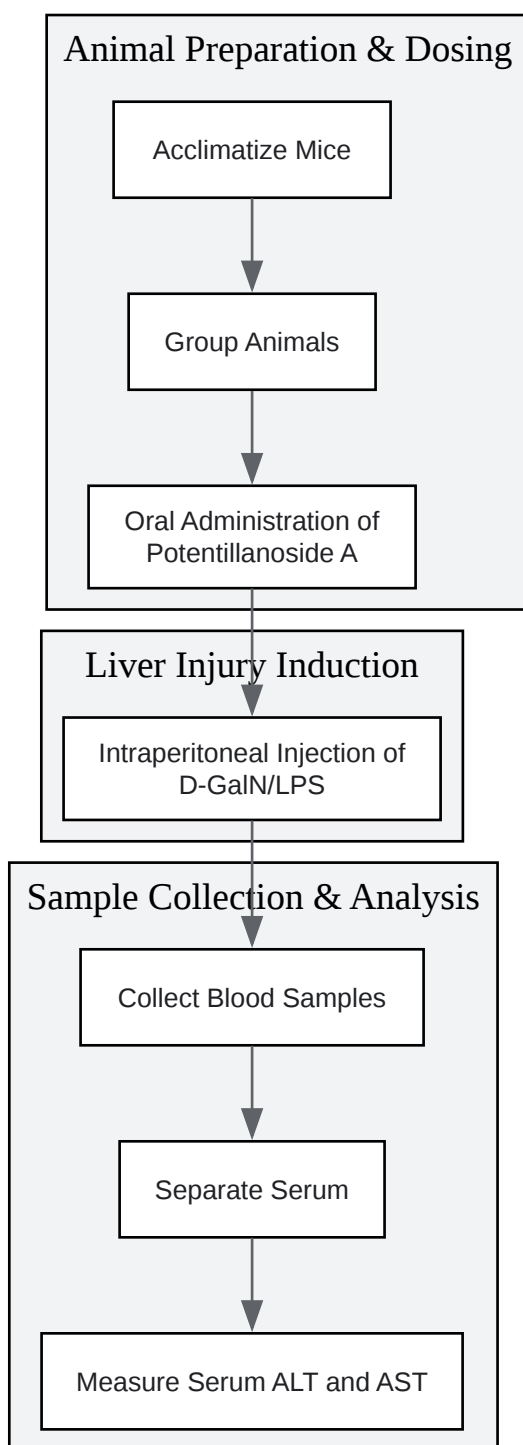 Animal Preparation & Dosing
Acclimatize Mice
Group Animals
Oral Administration of
Potentillanoside A
Liver Injury Induction
Intraperitoneal Injection of
D-GalN/LPS
Sample Collection & Analysis
Collect Blood Samples
Separate Serum
Measure Serum ALT and AST